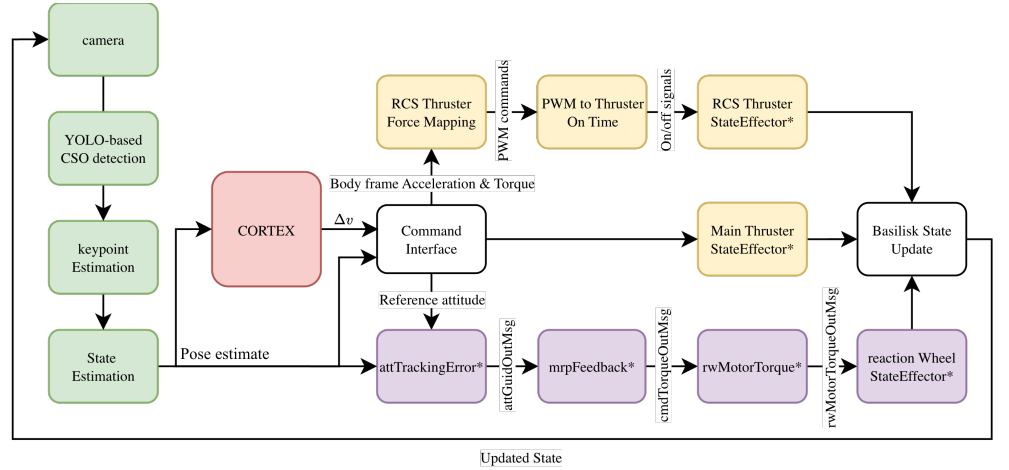 camera
YOLO-based
CSO detection
keypoint
Estimation
State
Estimation
Pose estimate
CORTEX
Δv
Command
Interface
Body frame Acceleration & Torque
RCS Thruster
Force Mapping
PWM commands
PWM to Thruster
On Time
On/off signals
RCS Thruster
StateEffector*
Main Thruster
StateEffector*
Basilisk State
Update
Reference attitude
attTrackingError*
attGuidOutMsg
mrpFeedback*
cmdTorqueOutMsg
rwMotorTorque*
rwMotorTorqueOutMsg
reaction Wheel
StateEffector*
Updated State